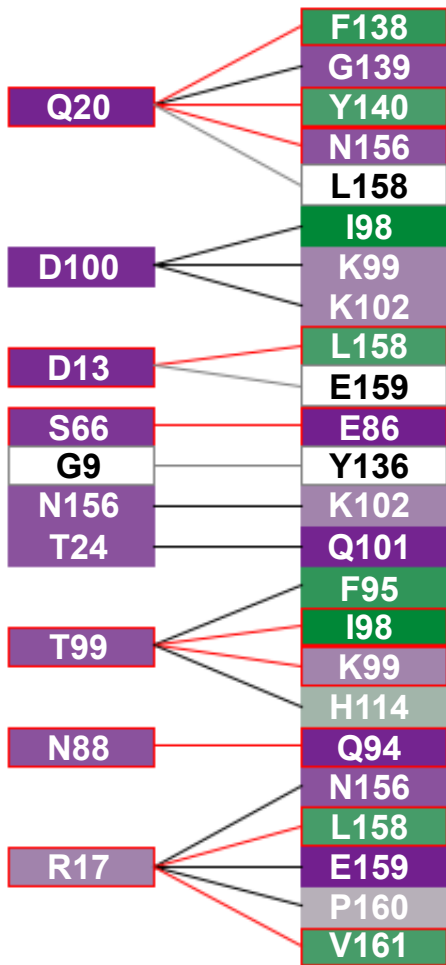 Q20
F138
G139
Y140
N156
L158
D100
I98
K99
K102
D13
L158
E159
S66
E86
G9
Y136
N156
K102
T24
Q101
T99
F95
I98
K99
H114
N88
Q94
R17
N156
L158
E159
P160
V161